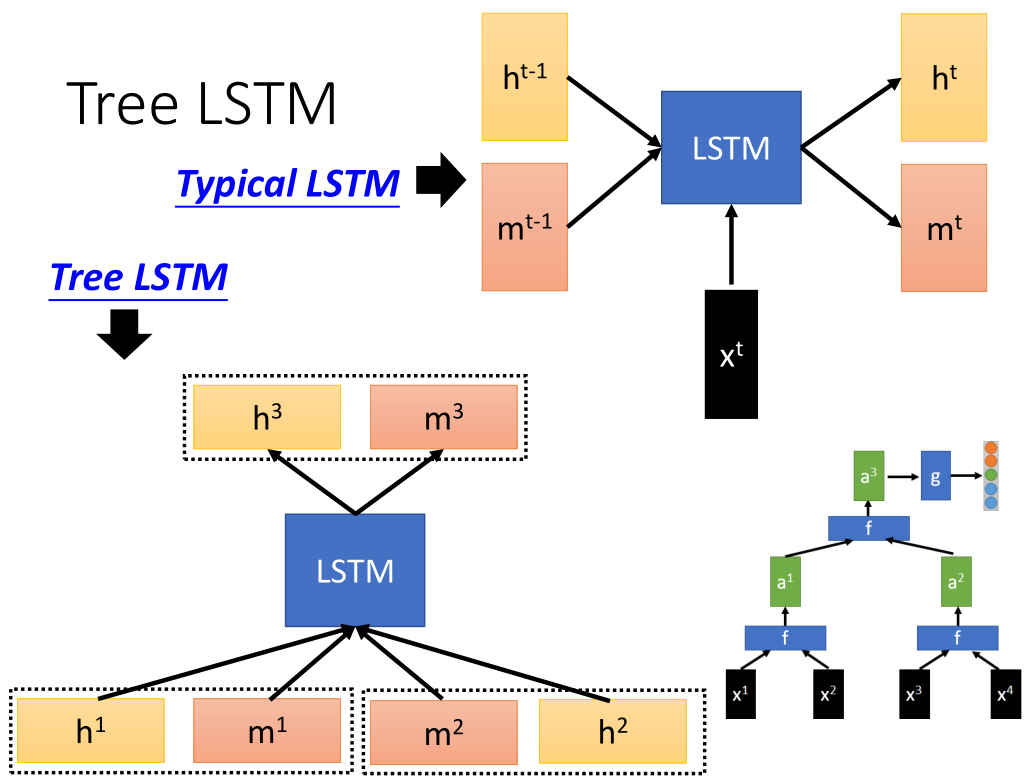 Tree LSTM
Typical LSTM
h^{t-1}
m^{t-1}
LSTM
h^t
m^t
x^t
Tree LSTM
h^3 m^3
LSTM
h^1 m^1 m^2 h^2
a^3 g
f
a^1 a^2
f f
x^1 x^2 x^3 x^4